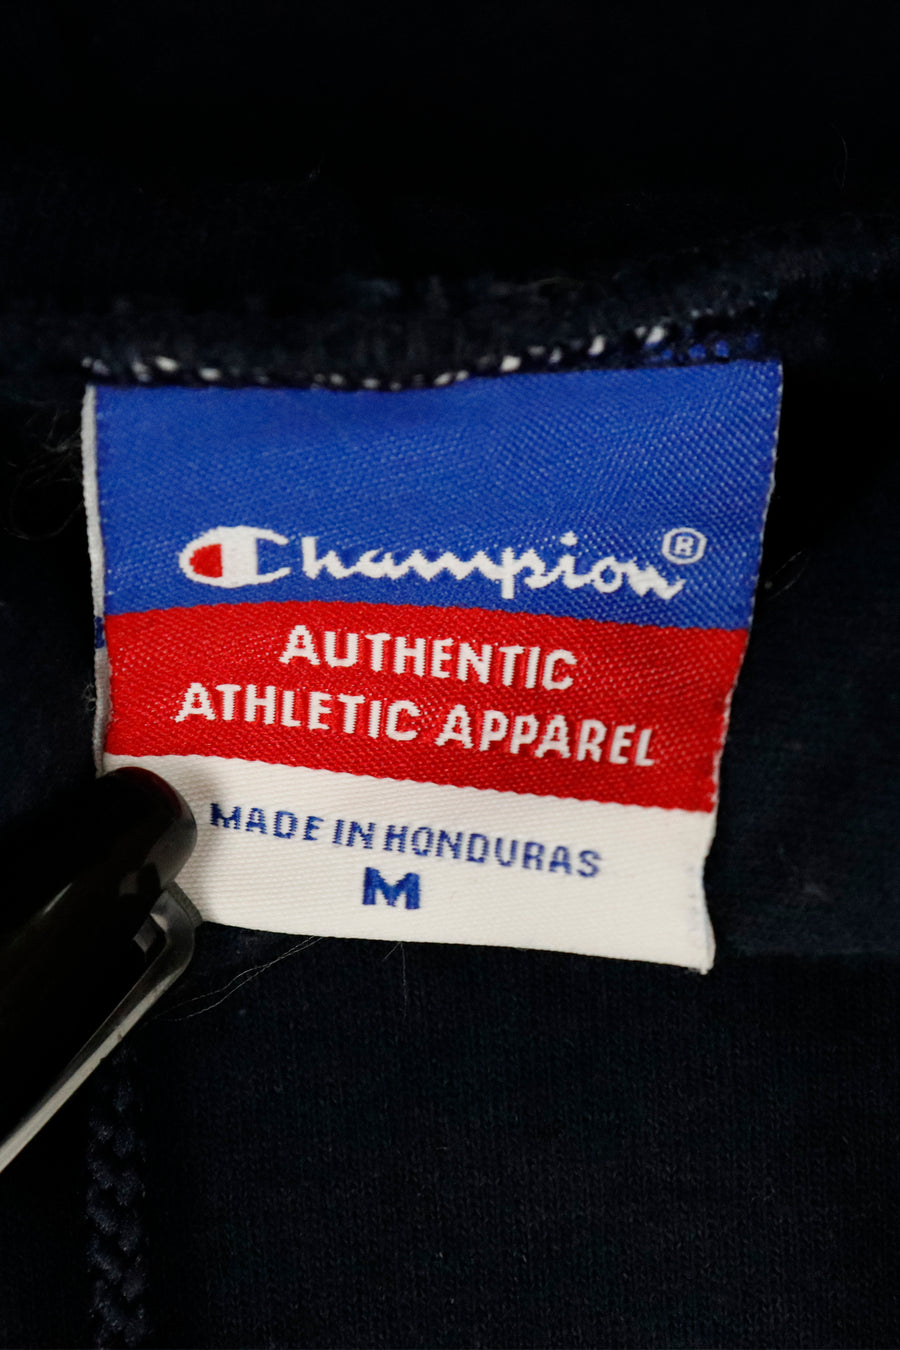 Champion®
AUTHENTIC
ATHLETIC APPAREL
MADE IN HONDURAS
M